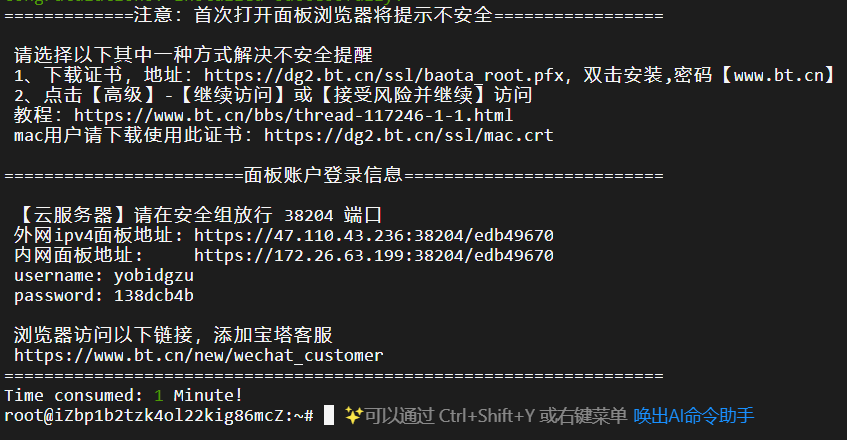 =============注意：首次打开面板浏览器将提示不安全=================
请选择以下其中一种方式解决不安全提醒
1、下载证书，地址：https://dg2.bt.cn/ssl/baota_root.pfx，双击安装,密码【www.bt.cn】
2、点击【高级】-【继续访问】或【接受风险并继续】访问
教程：https://www.bt.cn/bbs/thread-117246-1-1.html
mac用户请下载使用此证书：https://dg2.bt.cn/ssl/mac.crt
========================面板账户登录信息==========================
【云服务器】请在安全组放行 38204 端口
外网ipv4面板地址: https://47.110.43.236:38204/edb49670
内网面板地址:     https://172.26.63.199:38204/edb49670
username: yobidgzu
password: 138dcb4b
浏览器访问以下链接，添加宝塔客服
https://www.bt.cn/new/wechat_customer
==================================================================
Time consumed: 1 Minute!
root@iZbp1b2tzk4ol22kig86mcZ:~# ✨可以通过 Ctrl+Shift+Y 或右键菜单 唤出AI命令助手